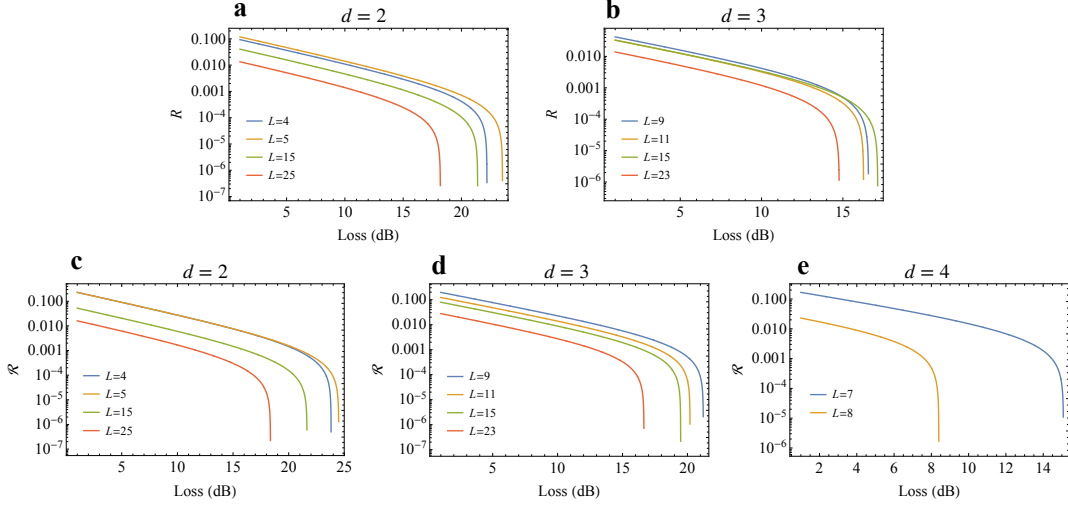 a
d = 2
R
0.100
0.010
0.001
10⁻⁴
10⁻⁵
10⁻⁶
10⁻⁷
L=4
L=5
L=15
L=25
5
10
15
20
Loss (dB)
b
d = 3
R
0.010
0.001
10⁻⁴
10⁻⁵
10⁻⁶
L=9
L=11
L=15
L=23
5
10
15
Loss (dB)
c
d = 2
ℛ
0.100
0.010
0.001
10⁻⁴
10⁻⁵
10⁻⁶
10⁻⁷
L=4
L=5
L=15
L=25
5
10
15
20
25
Loss (dB)
d
d = 3
ℛ
0.100
0.010
0.001
10⁻⁴
10⁻⁵
10⁻⁶
10⁻⁷
L=9
L=11
L=15
L=23
5
10
15
20
Loss (dB)
e
d = 4
ℛ
0.100
0.010
0.001
10⁻⁴
10⁻⁵
10⁻⁶
L=7
L=8
2
4
6
8
10
12
14
Loss (dB)